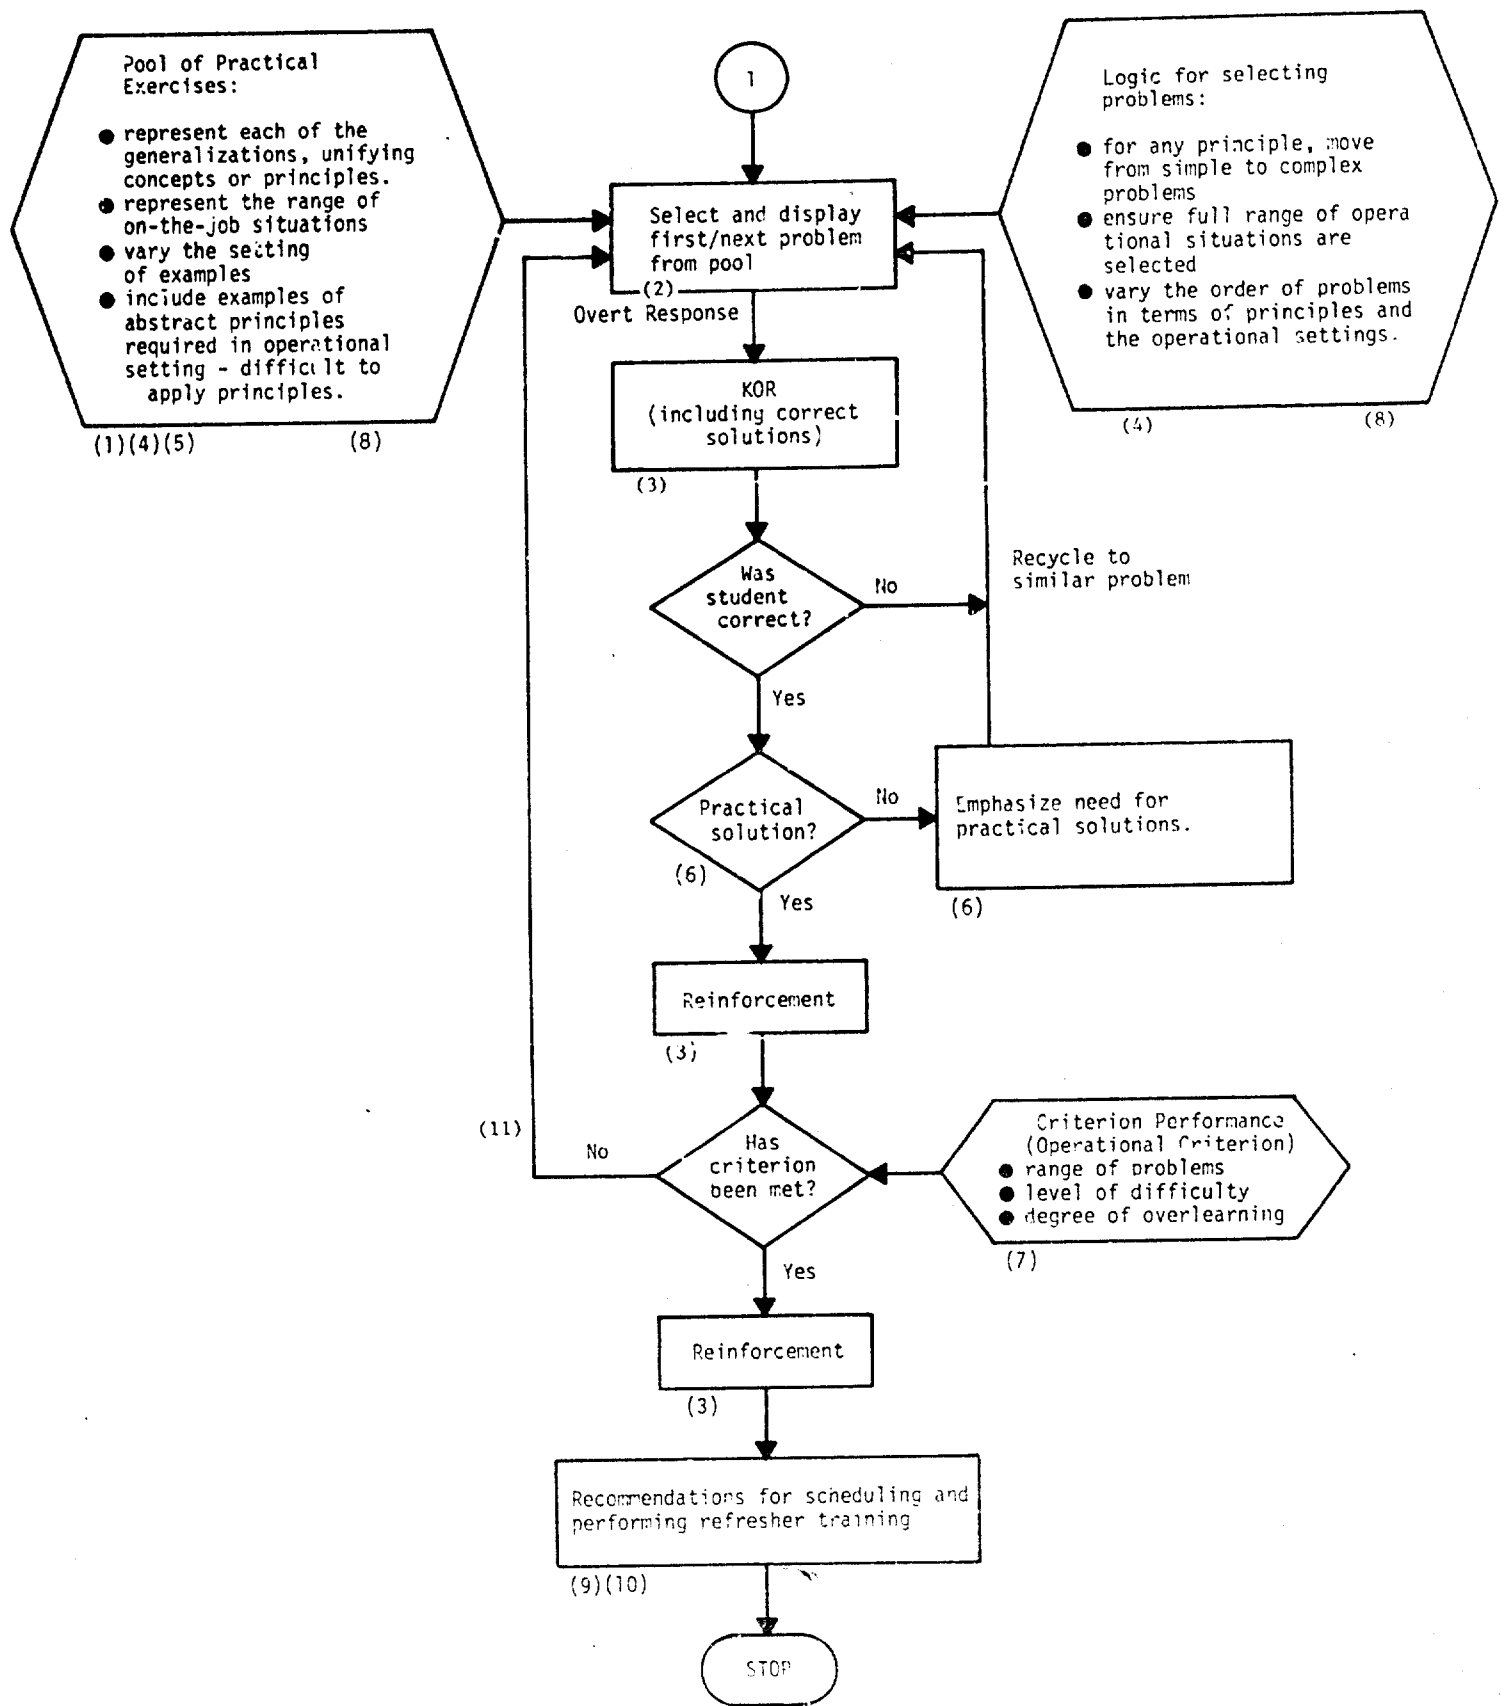 Pool of Practical
Exercises:
● represent each of the
generalizations, unifying
concepts or principles.
● represent the range of
on-the-job situations
● vary the setting
of examples
● include examples of
abstract principles
required in operational
setting - difficult to
apply principles.
(1)(4)(5) (8)
1
Logic for selecting
problems:
● for any principle, move
from simple to complex
problems
● ensure full range of opera
tional situations are
selected
● vary the order of problems
in terms of principles and
the operational settings.
(4) (8)
Select and display
first/next problem
from pool
(2)
Overt Response
KOR
(including correct
solutions)
(3)
Was
student
correct?
No
Recycle to
similar problem
Yes
Practical
solution?
(6)
No
Emphasize need for
practical solutions.
(6)
Yes
Reinforcement
(3)
Has
criterion
been met?
No
(11)
Criterion Performance
(Operational Criterion)
● range of problems
● level of difficulty
● degree of overlearning
(7)
Yes
Reinforcement
(3)
Recommendations for scheduling and
performing refresher training
(9)(10)
STOP